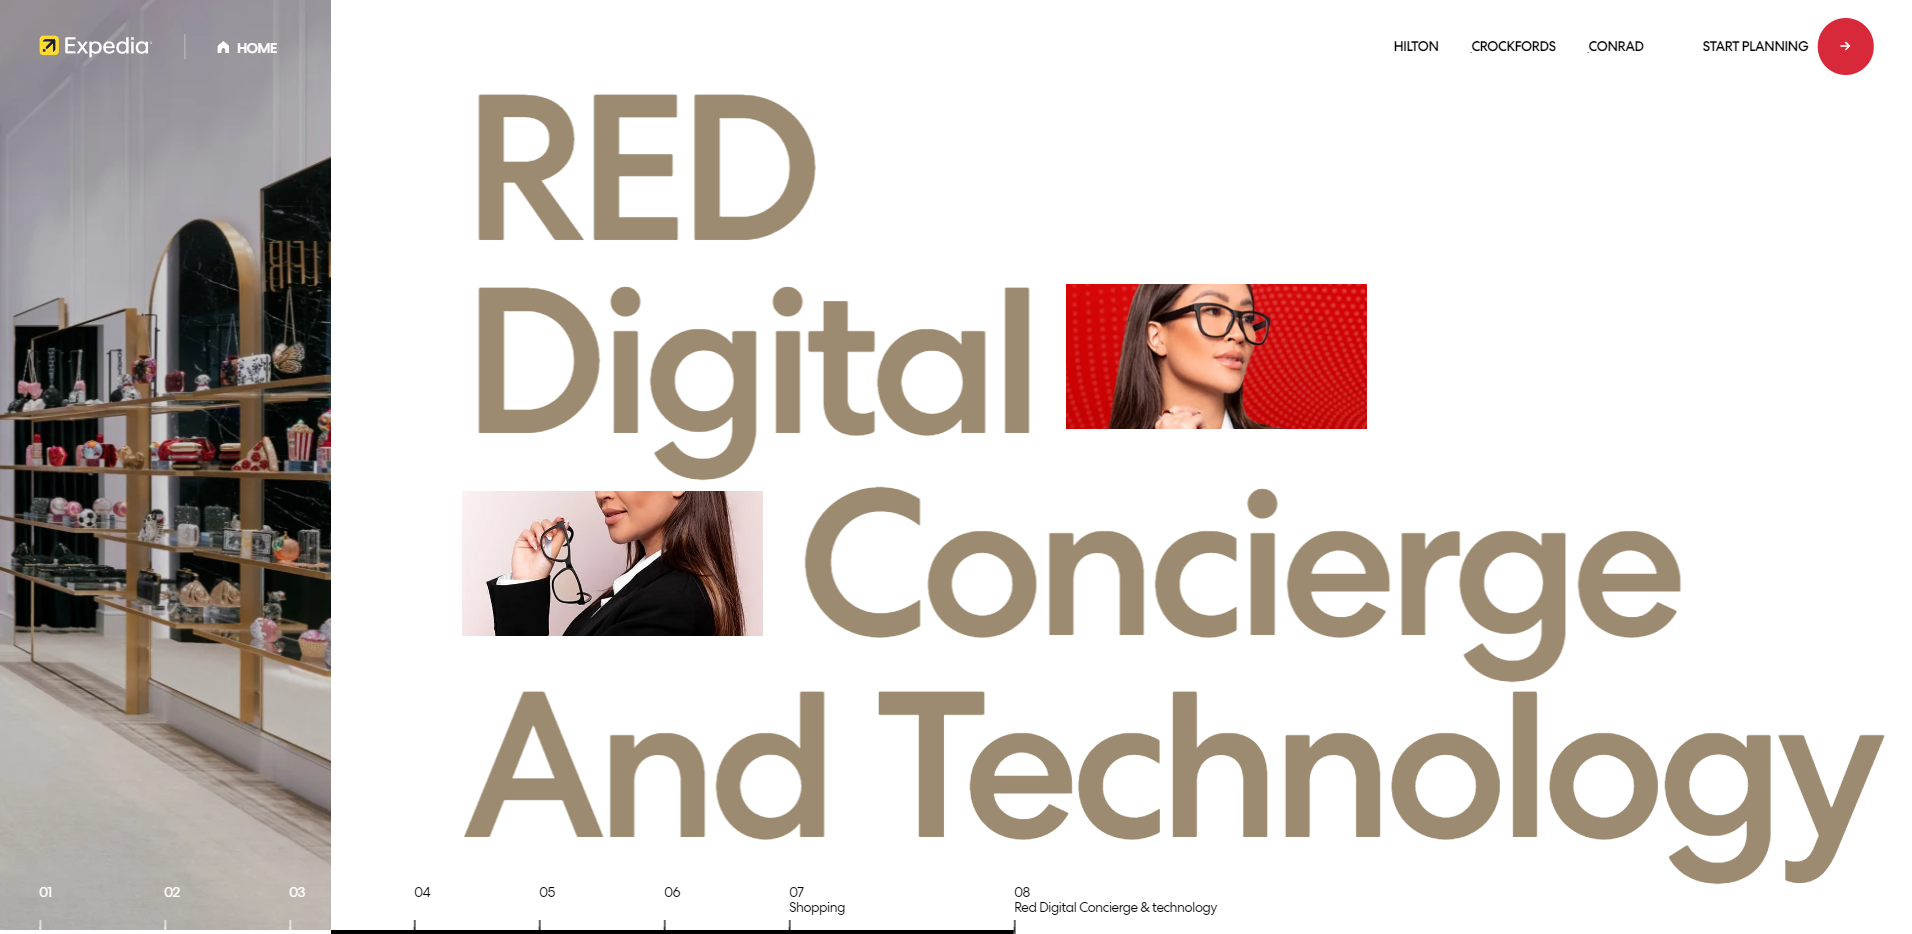 Expedia
HOME
HILTON
CROCKFORDS
CONRAD
START PLANNING
RED
Digital
Concierge
And Technology
01
02
03
04
05
06
07
Shopping
08
Red Digital Concierge & technology